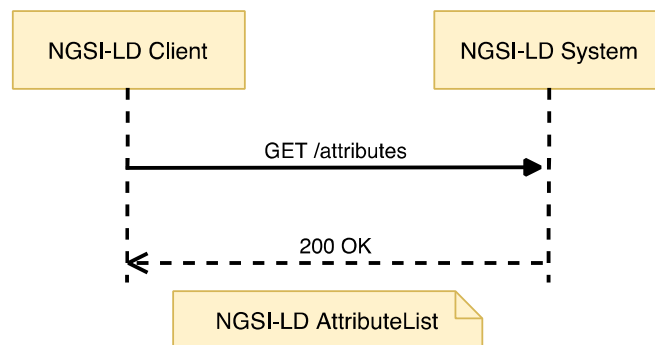 NGSI-LD Client
NGSI-LD System
GET /attributes
200 OK
NGSI-LD AttributeList